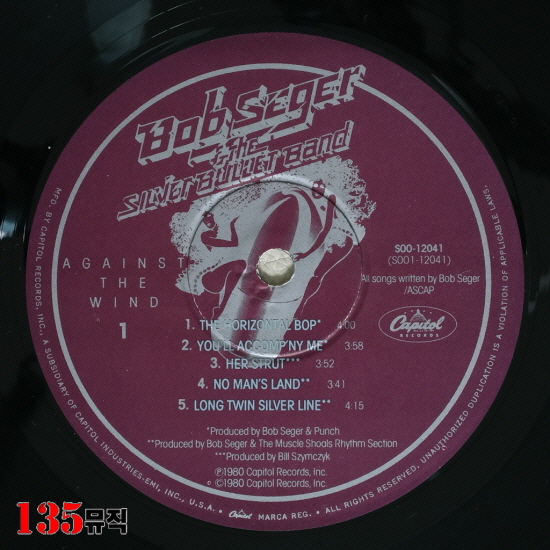 Bob Seger
& the
Silver Bullet Band
AGAINST
THE
WIND
1
SOO-12041
(SOO1-12041)
All songs written by Bob Seger
/ASCAP
Capitol
RECORDS
1. THE HORIZONTAL BOP* 4:00
2. YOU'LL ACCOMP'NY ME* 3:58
3. HER STRUT*** 3:52
4. NO MAN'S LAND** 3:41
5. LONG TWIN SILVER LINE** 4:15
*Produced by Bob Seger & Punch
**Produced by Bob Seger & The Muscle Shoals Rhythm Section
***Produced by Bill Szymczyk
℗1980 Capitol Records, Inc.
©1980 Capitol Records, Inc.
MFD. BY CAPITOL RECORDS, INC., A SUBSIDIARY OF CAPITOL INDUSTRIES-EMI, INC., U.S.A. • Capitol MARCA REG. • ALL RIGHTS RESERVED. UNAUTHORIZED DUPLICATION IS A VIOLATION OF APPLICABLE LAWS.
135뮤직